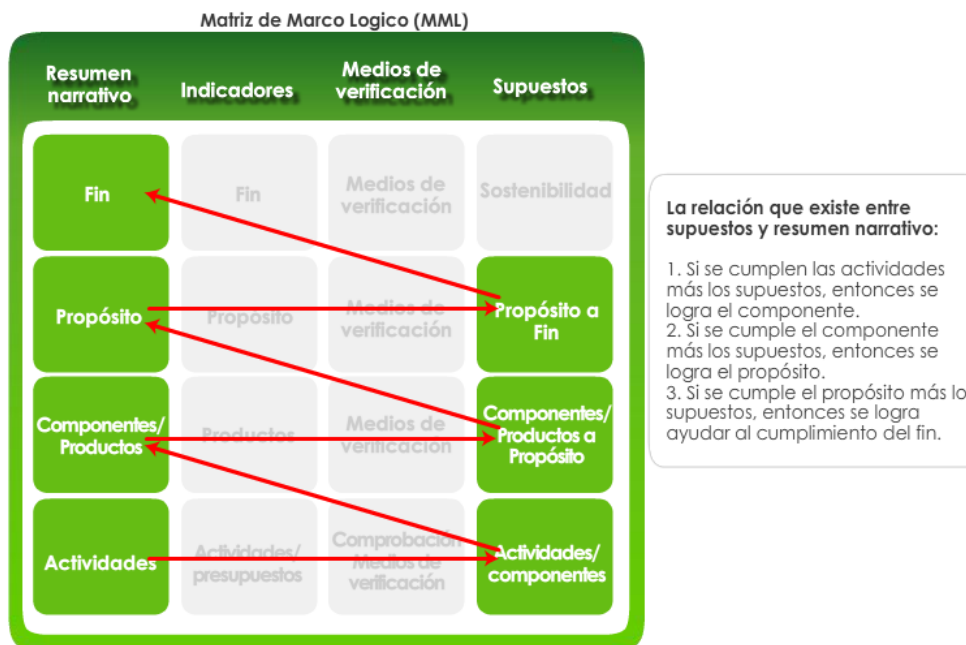 Matriz de Marco Logico (MML)
Resumen
narrativo
Indicadores
Medios de
verificación
Supuestos
Fin
Fin
Medios de
verificación
Sostenibilidad
Propósito
Propósito
Medios de
verificación
Propósito a
Fin
Componentes/
Productos
Productos
Medios de
verificación
Componentes/
Productos a
Propósito
Actividades
Actividades/
presupuestos
Comprobación
Medios de
verificación
Actividades/
componentes
La relación que existe entre
supuestos y resumen narrativo:
1. Si se cumplen las actividades
más los supuestos, entonces se
logra el componente.
2. Si se cumple el componente
más los supuestos, entonces se
logra el propósito.
3. Si se cumple el propósito más lo
supuestos, entonces se logra
ayudar al cumplimiento del fin.